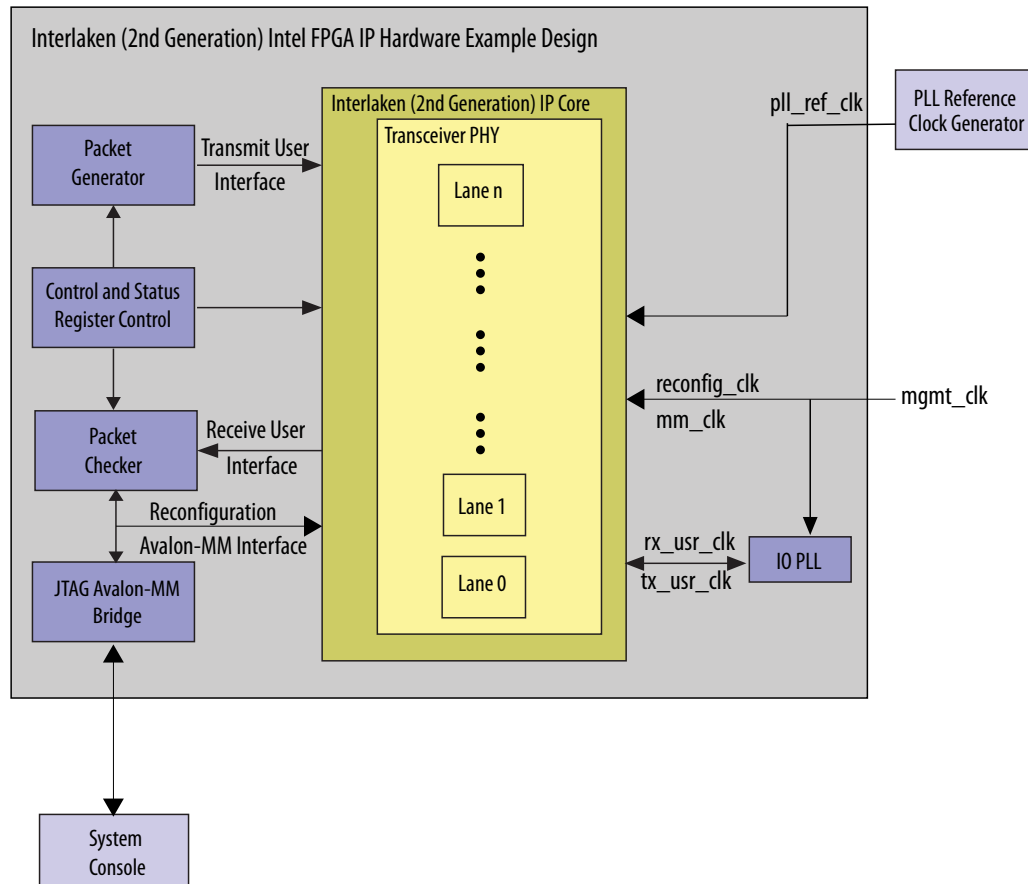 Interlaken (2nd Generation) Intel FPGA IP Hardware Example Design
Interlaken (2nd Generation) IP Core
Transceiver PHY
pll_ref_clk
PLL Reference
Clock Generator
Packet
Generator
Transmit User
Interface
Lane n
Control and Status
Register Control
reconfig_clk
mm_clk
mgmt_clk
Packet
Checker
Receive User
Interface
Reconfiguration
Avalon-MM Interface
Lane 1
rx_usr_clk
tx_usr_clk
IO PLL
JTAG Avalon-MM
Bridge
Lane 0
System
Console